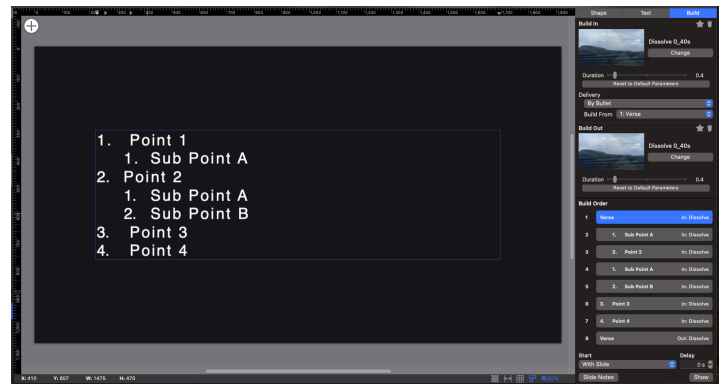 Shape Text Build
Build In
Dissolve 0_40s
Change
Duration 0.4
Reset to Default Parameters
Delivery
By Bullet
Build From 1: Verse
Build Out
Dissolve 0_40s
Change
Duration 0.4
Reset to Default Parameters
Build Order
1 Verse In: Dissolve
2 1. Sub Point A In: Dissolve
3 2. Point 2 In: Dissolve
4 1. Sub Point A In: Dissolve
5 2. Sub Point B In: Dissolve
6 3. Point 3 In: Dissolve
7 4. Point 4 In: Dissolve
8 Verse Out: Dissolve
Start Delay
With Slide 0 s
Slide Notes Show
1. Point 1
1. Sub Point A
2. Point 2
1. Sub Point A
2. Sub Point B
3. Point 3
4. Point 4
X: 410 Y: 607 W: 1475 H: 470